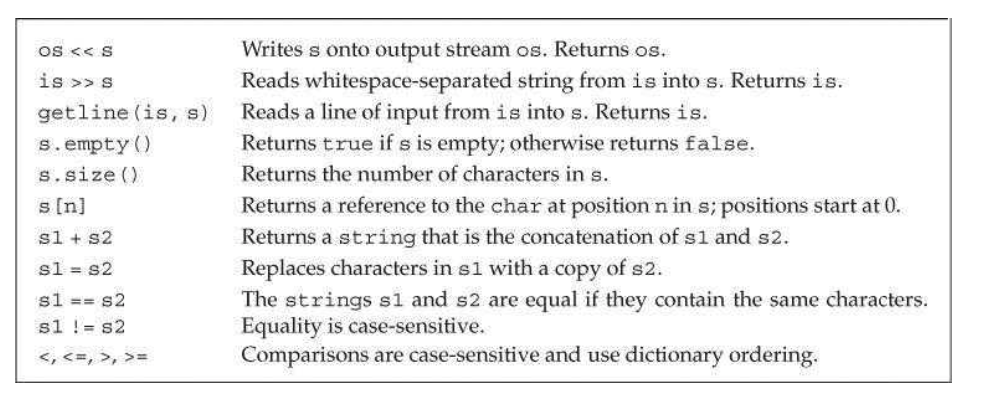 os << s Writes s onto output stream os. Returns os.
is >> s Reads whitespace-separated string from is into s. Returns is.
getline(is, s) Reads a line of input from is into s. Returns is.
s.empty() Returns true if s is empty; otherwise returns false.
s.size() Returns the number of characters in s.
s[n] Returns a reference to the char at position n in s; positions start at 0.
s1 + s2 Returns a string that is the concatenation of s1 and s2.
s1 = s2 Replaces characters in s1 with a copy of s2.
s1 == s2 The strings s1 and s2 are equal if they contain the same characters.
s1 != s2 Equality is case-sensitive.
<, <=, >, >= Comparisons are case-sensitive and use dictionary ordering.